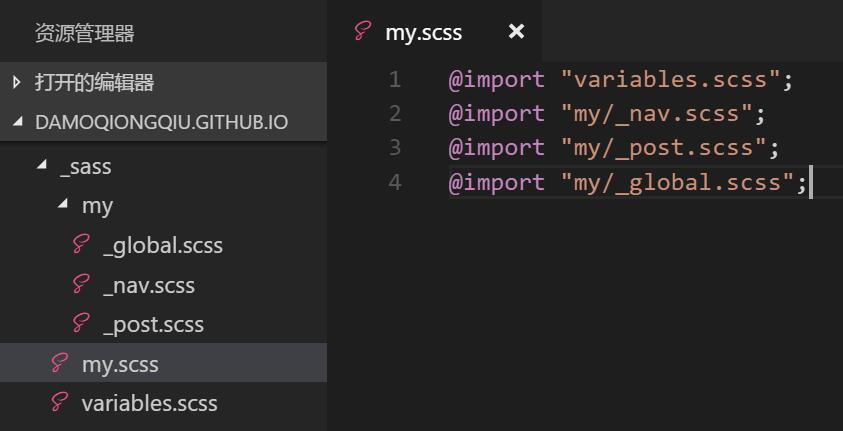 资源管理器
打开的编辑器
DAMOQIONGQIU.GITHUB.IO
_sass
my
_global.scss
_nav.scss
_post.scss
my.scss
variables.scss
my.scss
1 @import "variables.scss";
2 @import "my/_nav.scss";
3 @import "my/_post.scss";
4 @import "my/_global.scss";